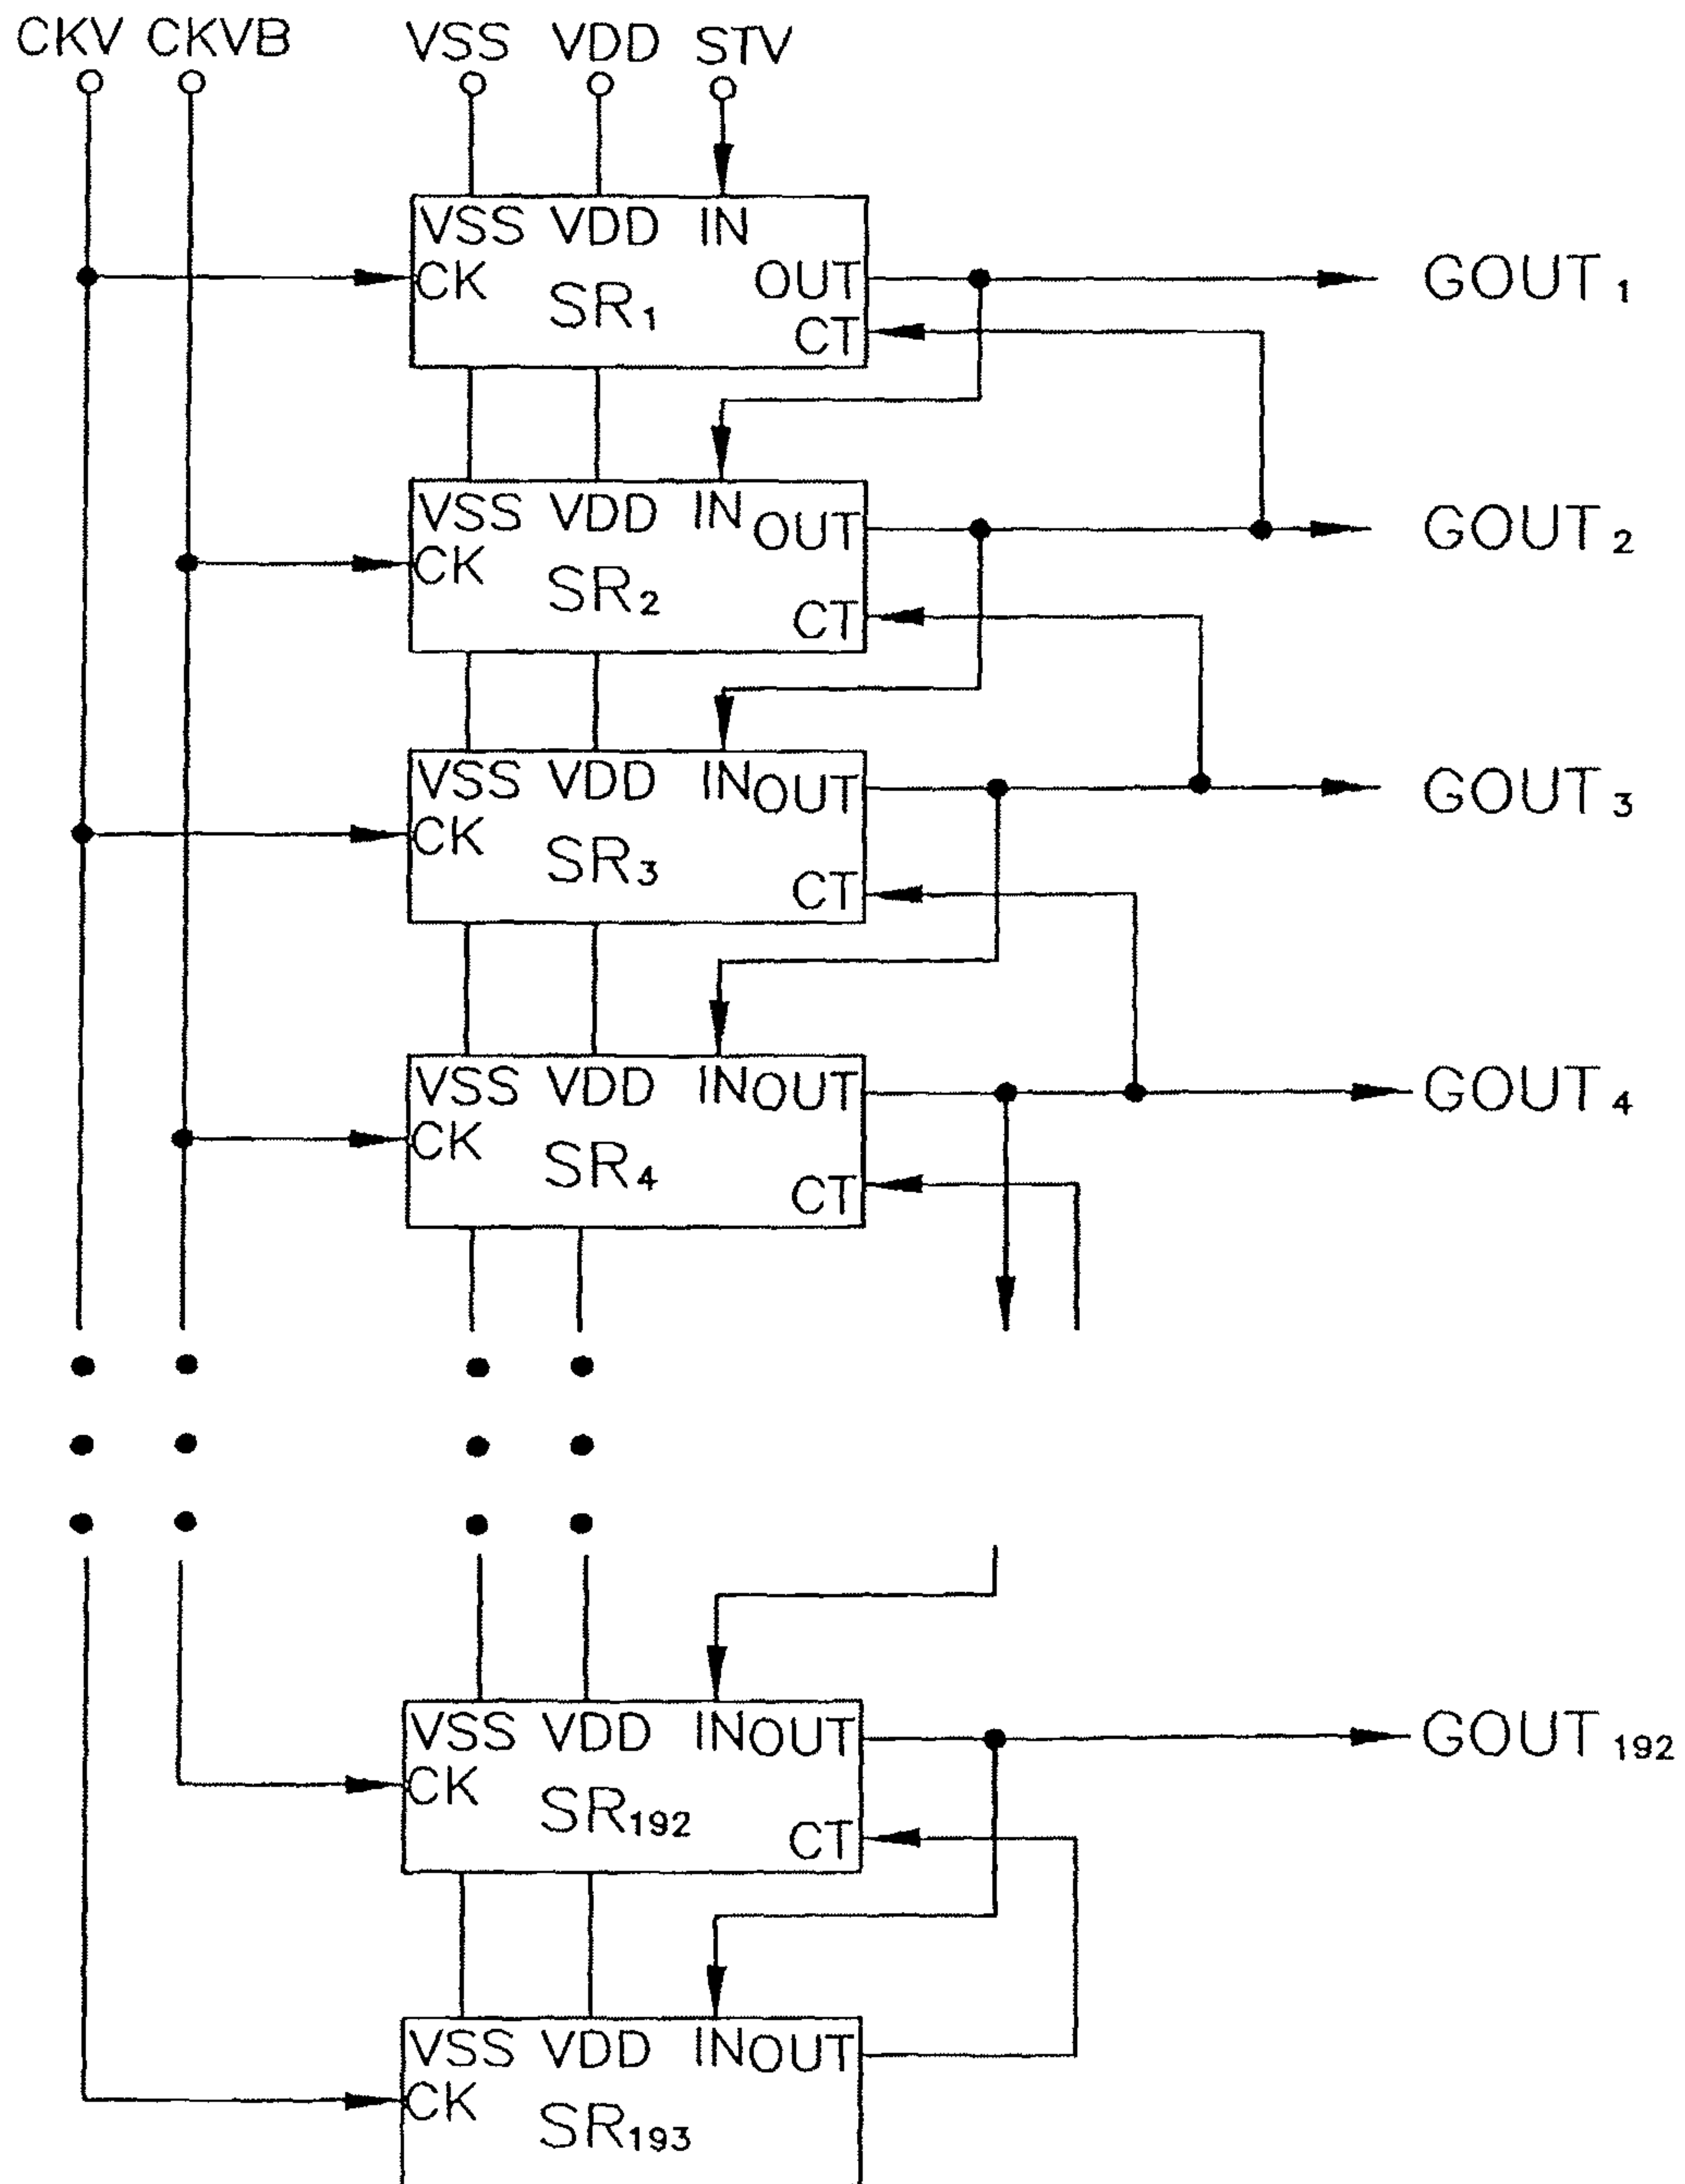 CKV CKVB VSS VDD STV
VSS VDD IN
CK OUT GOUT1
SR1
CT
VSS VDD IN
OUT GOUT2
CK
SR2
CT
VSS VDD IN OUT GOUT3
CK
SR3
CT
VSS VDD IN OUT GOUT4
CK
SR4
CT
VSS VDD IN OUT GOUT192
CK
SR192
CT
VSS VDD IN OUT
CK
SR193